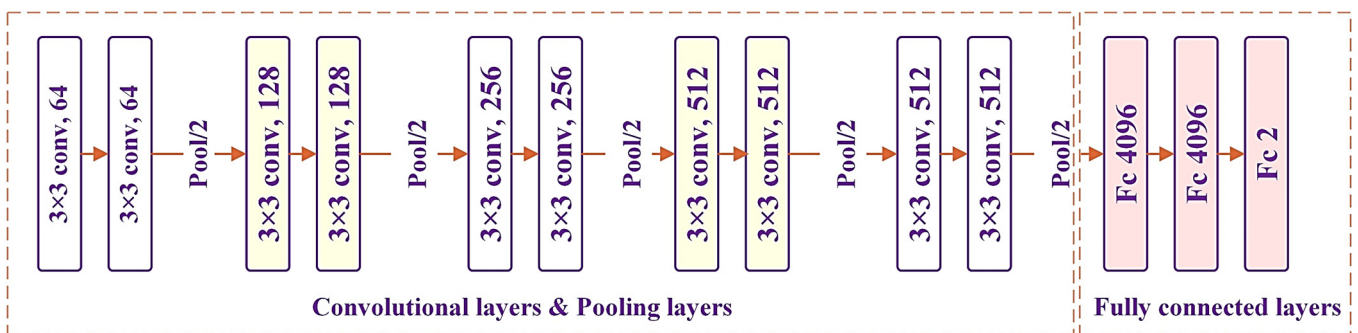 3×3 conv, 64
3×3 conv, 64
Pool/2
3×3 conv, 128
3×3 conv, 128
Pool/2
3×3 conv, 256
3×3 conv, 256
Pool/2
3×3 conv, 512
3×3 conv, 512
Pool/2
3×3 conv, 512
3×3 conv, 512
Pool/2
Fc 4096
Fc 4096
Fc 2
Convolutional layers & Pooling layers
Fully connected layers